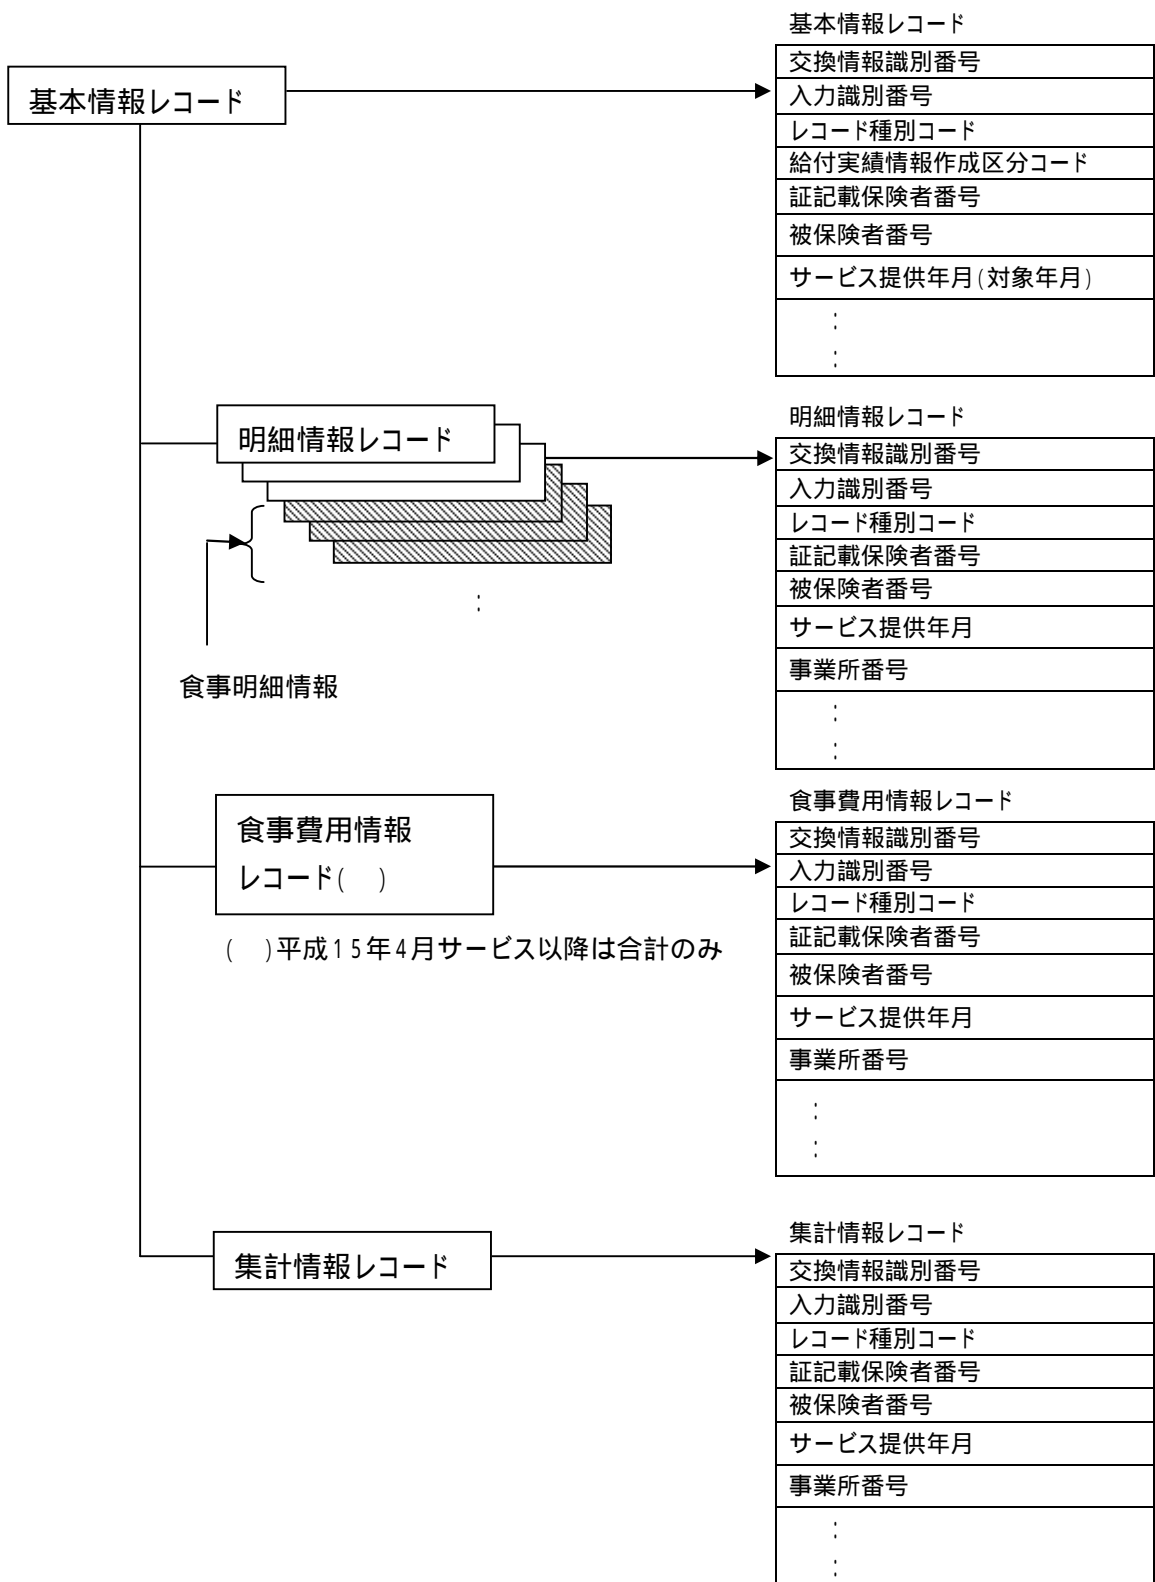 基本情報レコード
基本情報レコード
交換情報識別番号
入力識別番号
レコード種別コード
給付実績情報作成区分コード
証記載保険者番号
被保険者番号
サービス提供年月(対象年月)
:
:
明細情報レコード
:
食事明細情報
明細情報レコード
交換情報識別番号
入力識別番号
レコード種別コード
証記載保険者番号
被保険者番号
サービス提供年月
事業所番号
:
:
食事費用情報
レコード(　)
(　)平成15年4月サービス以降は合計のみ
食事費用情報レコード
交換情報識別番号
入力識別番号
レコード種別コード
証記載保険者番号
被保険者番号
サービス提供年月
事業所番号
:
:
集計情報レコード
集計情報レコード
交換情報識別番号
入力識別番号
レコード種別コード
証記載保険者番号
被保険者番号
サービス提供年月
事業所番号
:
: